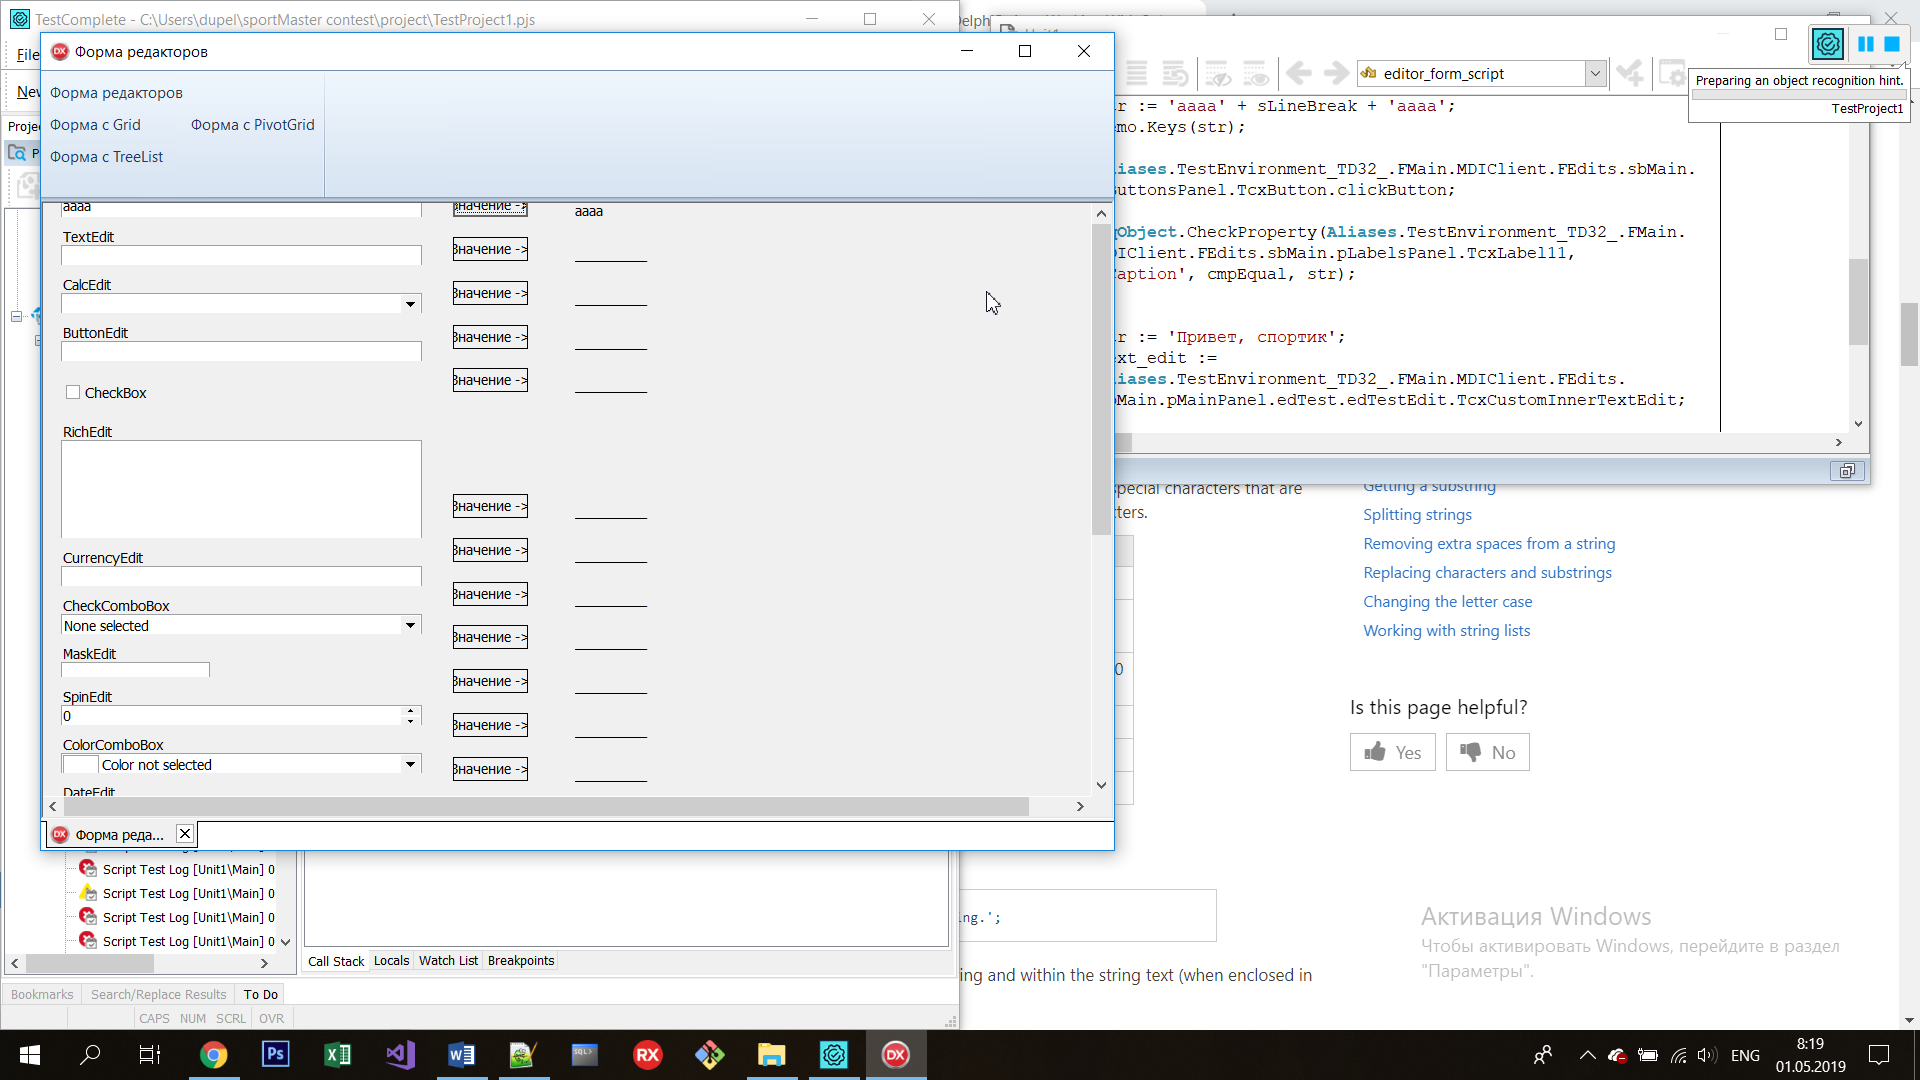 TestComplete - C:\Users\dupel\sportMaster contest\project\TestProject1.pjs
Форма редакторов
File
Форма редакторов
Форма с Grid
Форма с PivotGrid
Форма с TreeList
aaaa
Значение ->
aaaa
TextEdit
Значение ->
CalcEdit
Значение ->
ButtonEdit
Значение ->
Значение ->
CheckBox
RichEdit
Значение ->
CurrencyEdit
Значение ->
CheckComboBox
None selected
Значение ->
MaskEdit
Значение ->
SpinEdit
0
Значение ->
ColorComboBox
Color not selected
Значение ->
Значение ->
DateEdit
Форма реда...
Script Test Log [Unit1\Main] 0
Script Test Log [Unit1\Main] 0
Script Test Log [Unit1\Main] 0
Script Test Log [Unit1\Main] 0
Call Stack
Locals
Watch List
Breakpoints
Bookmarks
Search/Replace Results
To Do
CAPS NUM SCRL OVR
editor_form_script
Preparing an object recognition hint.
TestProject1
r := 'aaaa' + sLineBreak + 'aaaa';
mo.Keys(str);
iases.TestEnvironment_TD32_.FMain.MDIClient.FEdits.sbMain.
uttonsPanel.TcxButton.clickButton;
qObject.CheckProperty(Aliases.TestEnvironment_TD32_.FMain.
DIClient.FEdits.sbMain.pLabelsPanel.TcxLabel11,
aption', cmpEqual, str);
r := 'Привет, спортик';
ext_edit :=
iases.TestEnvironment_TD32_.FMain.MDIClient.FEdits.
bMain.pMainPanel.edTest.edTestEdit.TcxCustomInnerTextEdit;
special characters that are
cters.
0
Getting a substring
Splitting strings
Removing extra spaces from a string
Replacing characters and substrings
Changing the letter case
Working with string lists
Is this page helpful?
Yes
No
ing.';
ing and within the string text (when enclosed in
Активация Windows
Чтобы активировать Windows, перейдите в раздел
"Параметры".
Ps
RX
DX
ENG
8:19
01.05.2019